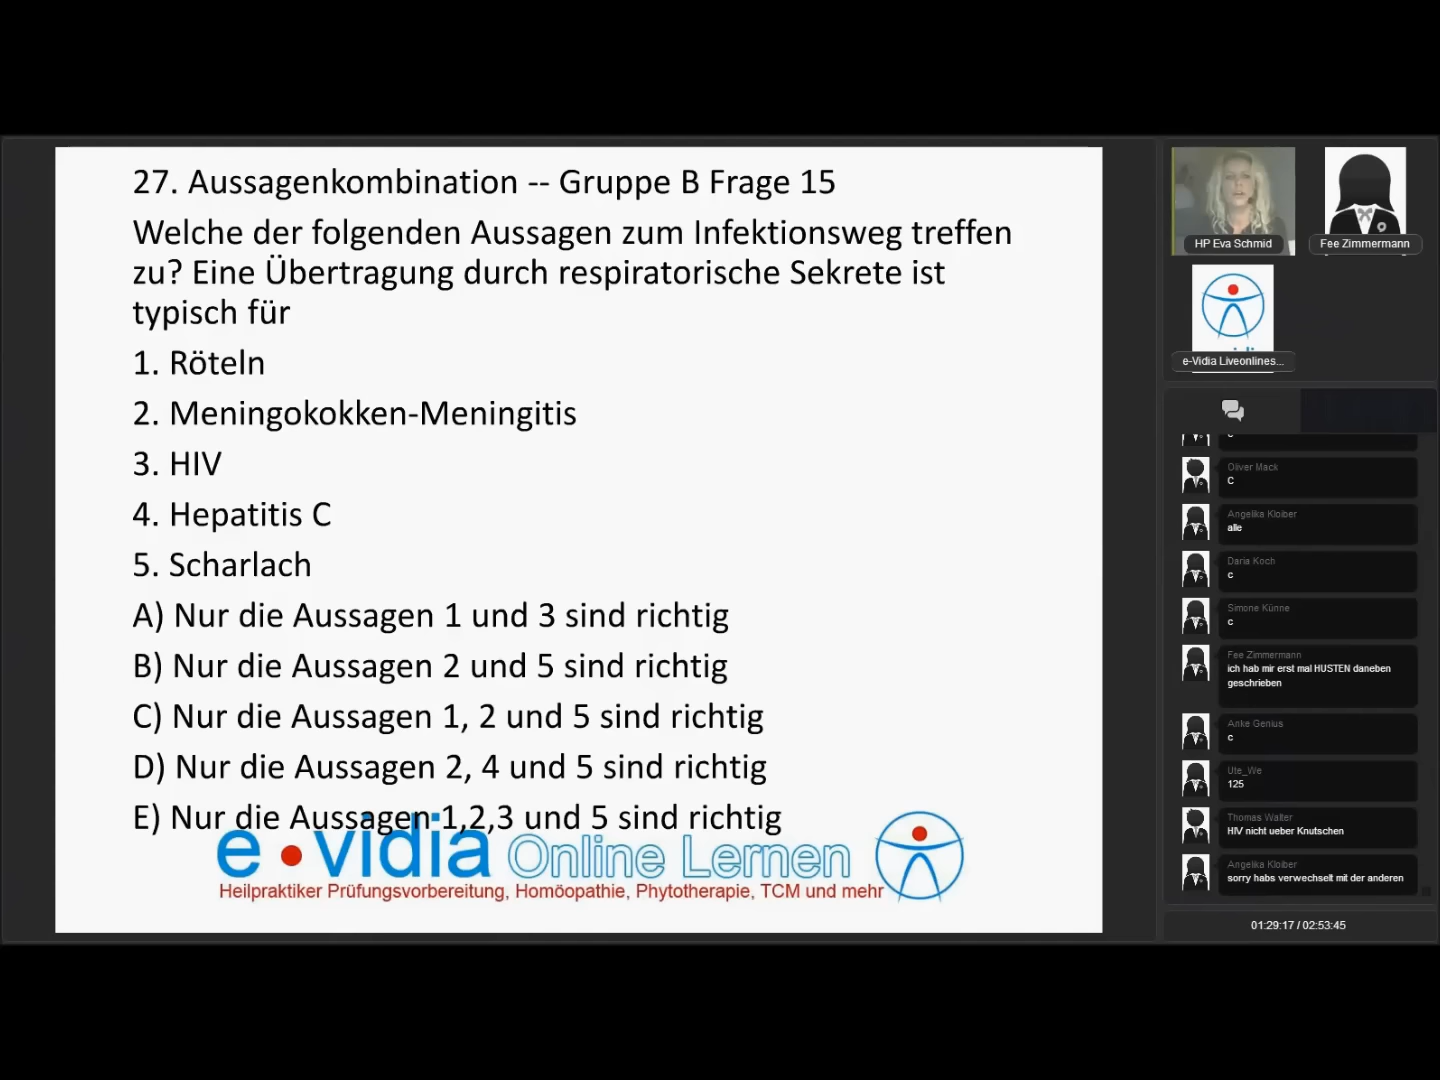 27. Aussagenkombination -- Gruppe B Frage 15
Welche der folgenden Aussagen zum Infektionsweg treffen
zu? Eine Übertragung durch respiratorische Sekrete ist
typisch für
1. Röteln
2. Meningokokken-Meningitis
3. HIV
4. Hepatitis C
5. Scharlach
A) Nur die Aussagen 1 und 3 sind richtig
B) Nur die Aussagen 2 und 5 sind richtig
C) Nur die Aussagen 1, 2 und 5 sind richtig
D) Nur die Aussagen 2, 4 und 5 sind richtig
E) Nur die Aussagen 1,2,3 und 5 sind richtig
e•vidia Online Lernen
Heilpraktiker Prüfungsvorbereitung, Homöopathie, Phytotherapie, TCM und mehr
HP Eva Schmid
Fee Zimmermann
e-Vidia Liveonlines...
c
Oliver Mack
C
Angelika Kloiber
alle
Daria Koch
c
Simone Künne
c
Fee Zimmermann
ich hab mir erst mal HUSTEN daneben
geschrieben
Anke Genius
c
Ute_We
125
Thomas Walter
HIV nicht ueber Knutschen
Angelika Kloiber
sorry habs verwechselt mit der anderen
01:29:17 / 02:53:45